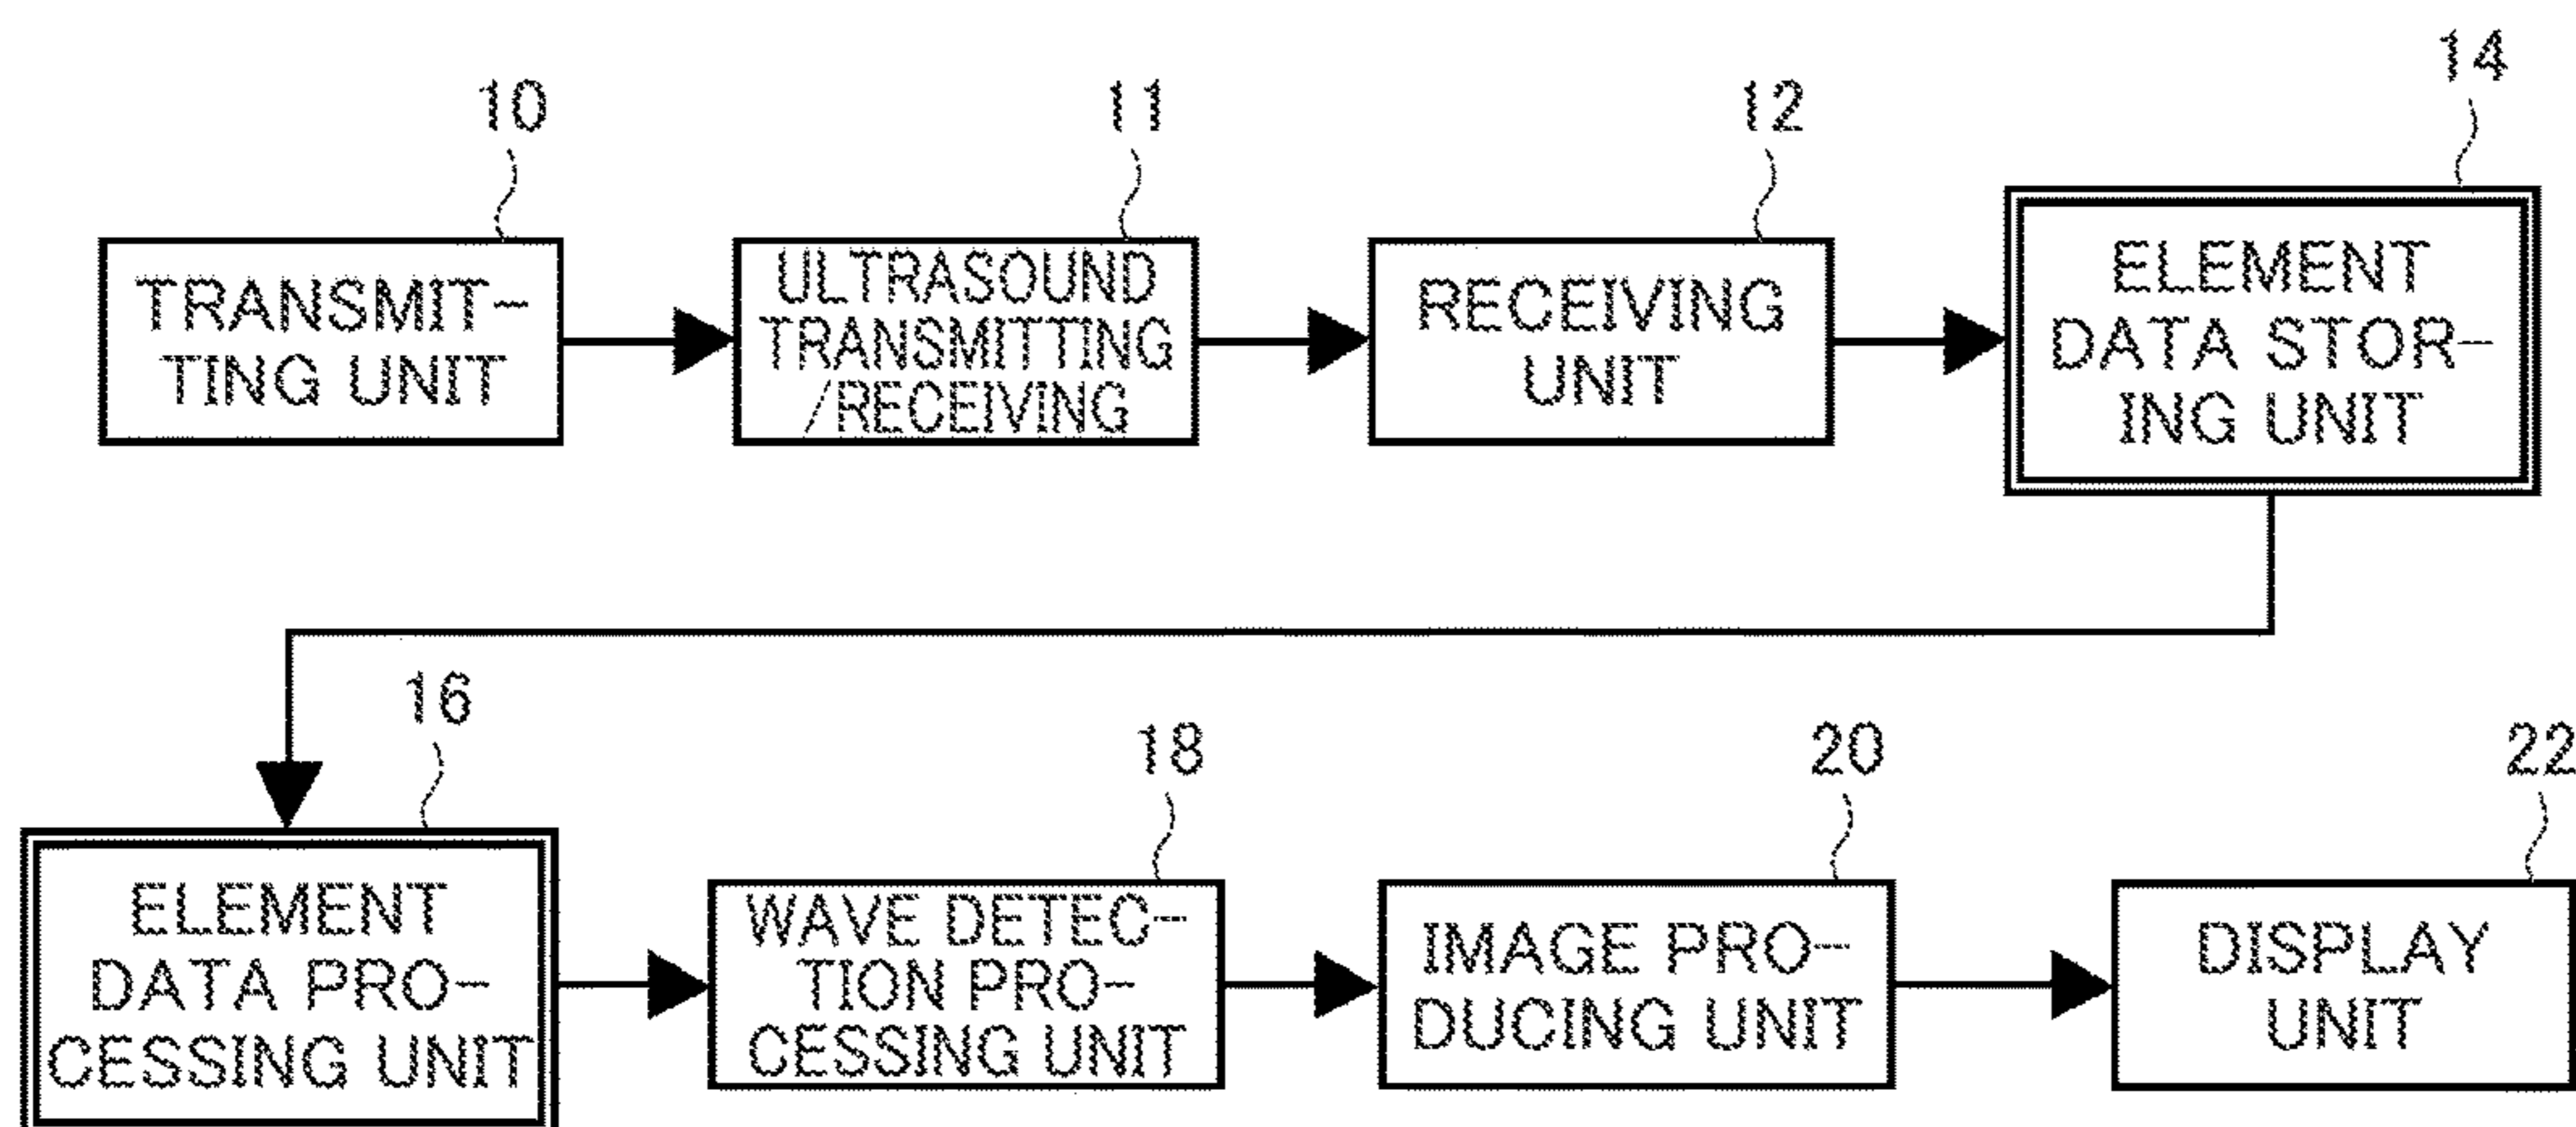 10
11
12
14
TRANSMIT-
TING UNIT
ULTRASOUND
TRANSMITTING
/RECEIVING
RECEIVING
UNIT
ELEMENT
DATA STOR-
ING UNIT
16
18
20
22
ELEMENT
DATA PRO-
CESSING UNIT
WAVE DETEC-
TION PRO-
CESSING UNIT
IMAGE PRO-
DUCING UNIT
DISPLAY
UNIT